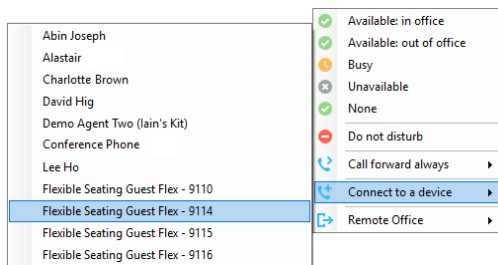 Abin Joseph
Alastair
Charlotte Brown
David Hig
Demo Agent Two (Iain's Kit)
Conference Phone
Lee Ho
Flexible Seating Guest Flex - 9110
Flexible Seating Guest Flex - 9114
Flexible Seating Guest Flex - 9115
Flexible Seating Guest Flex - 9116
Available: in office
Available: out of office
Busy
Unavailable
None
Do not disturb
Call forward always
Connect to a device
Remote Office